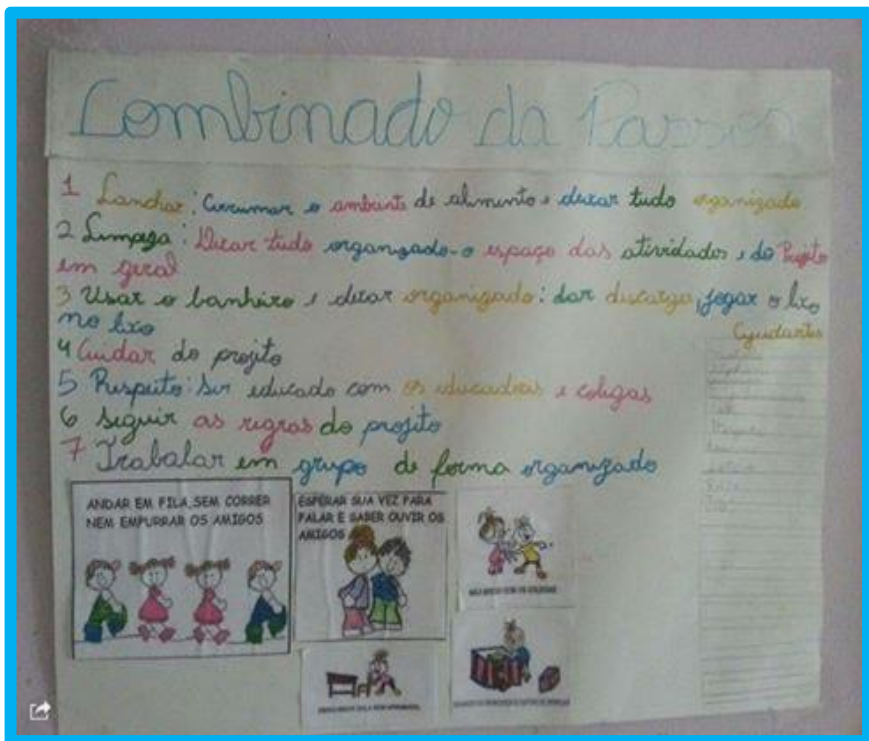 Combinado da
1 Lanchar: Arrumar o ambiente de alimento e deixar tudo organizado
2 Limpeza: Deixar tudo organizado o espaço das atividades e do Projeto
em geral
3 Usar o banheiro e deixar organizado: dar descarga, jogar o lixo
no lixo
4 Cuidar do projeto
5 Respeito: Ser educado com os educadores e colegas
6 Seguir as regras do projeto
7 Trabalar em grupo de forma organizado
Ajudantes
ANDAR EM FILA, SEM CORRER
NEM EMPURRAR OS AMIGOS
ESPERAR SUA VEZ PARA
FALAR E SABER OUVIR OS
AMIGOS